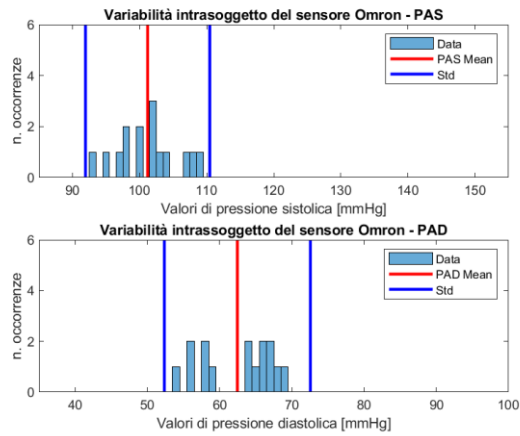 Variabilità intrasoggetto del sensore Omron - PAS
6
4
2
0
n. occorrenze
Data
PAS Mean
Std
90 100 110 120 130 140 150
Valori di pressione sistolica [mmHg]
Variabilità intrassoggetto del sensore Omron - PAD
6
4
2
0
n. occorrenze
Data
PAD Mean
Std
40 50 60 70 80 90 100
Valori di pressione diastolica [mmHg]